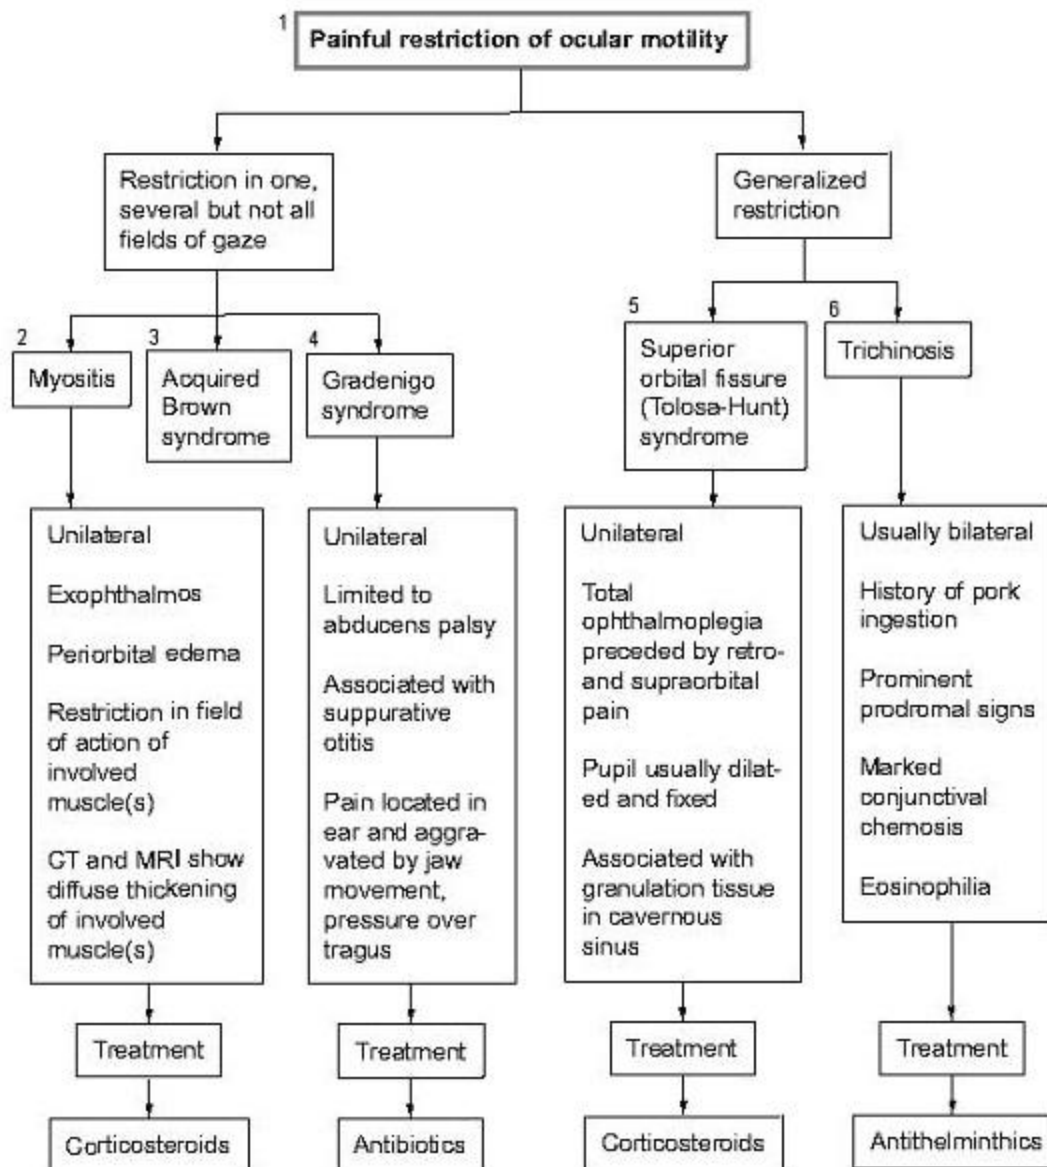 1
Painful restriction of ocular motility
Restriction in one,
several but not all
fields of gaze
Generalized
restriction
2
Myositis
3
Acquired
Brown
syndrome
4
Gradenigo
syndrome
5
Superior
orbital fissure
(Tolosa-Hunt)
syndrome
6
Trichinosis
Unilateral
Exophthalmos
Periorbital edema
Restriction in field
of action of
involved
muscle(s)
CT and MRI show
diffuse thickening
of involved
muscle(s)
Unilateral
Limited to
abducens palsy
Associated with
suppurative
otitis
Pain located in
ear and aggra-
vated by jaw
movement,
pressure over
tragus
Unilateral
Total
ophthalmoplegia
preceded by retro-
and supraorbital
pain
Pupil usually dilat-
ed and fixed
Associated with
granulation tissue
in cavernous
sinus
Usually bilateral
History of pork
ingestion
Prominent
prodromal signs
Marked
conjunctival
chemosis
Eosinophilia
Treatment
Treatment
Treatment
Treatment
Corticosteroids
Antibiotics
Corticosteroids
Antithelminthics